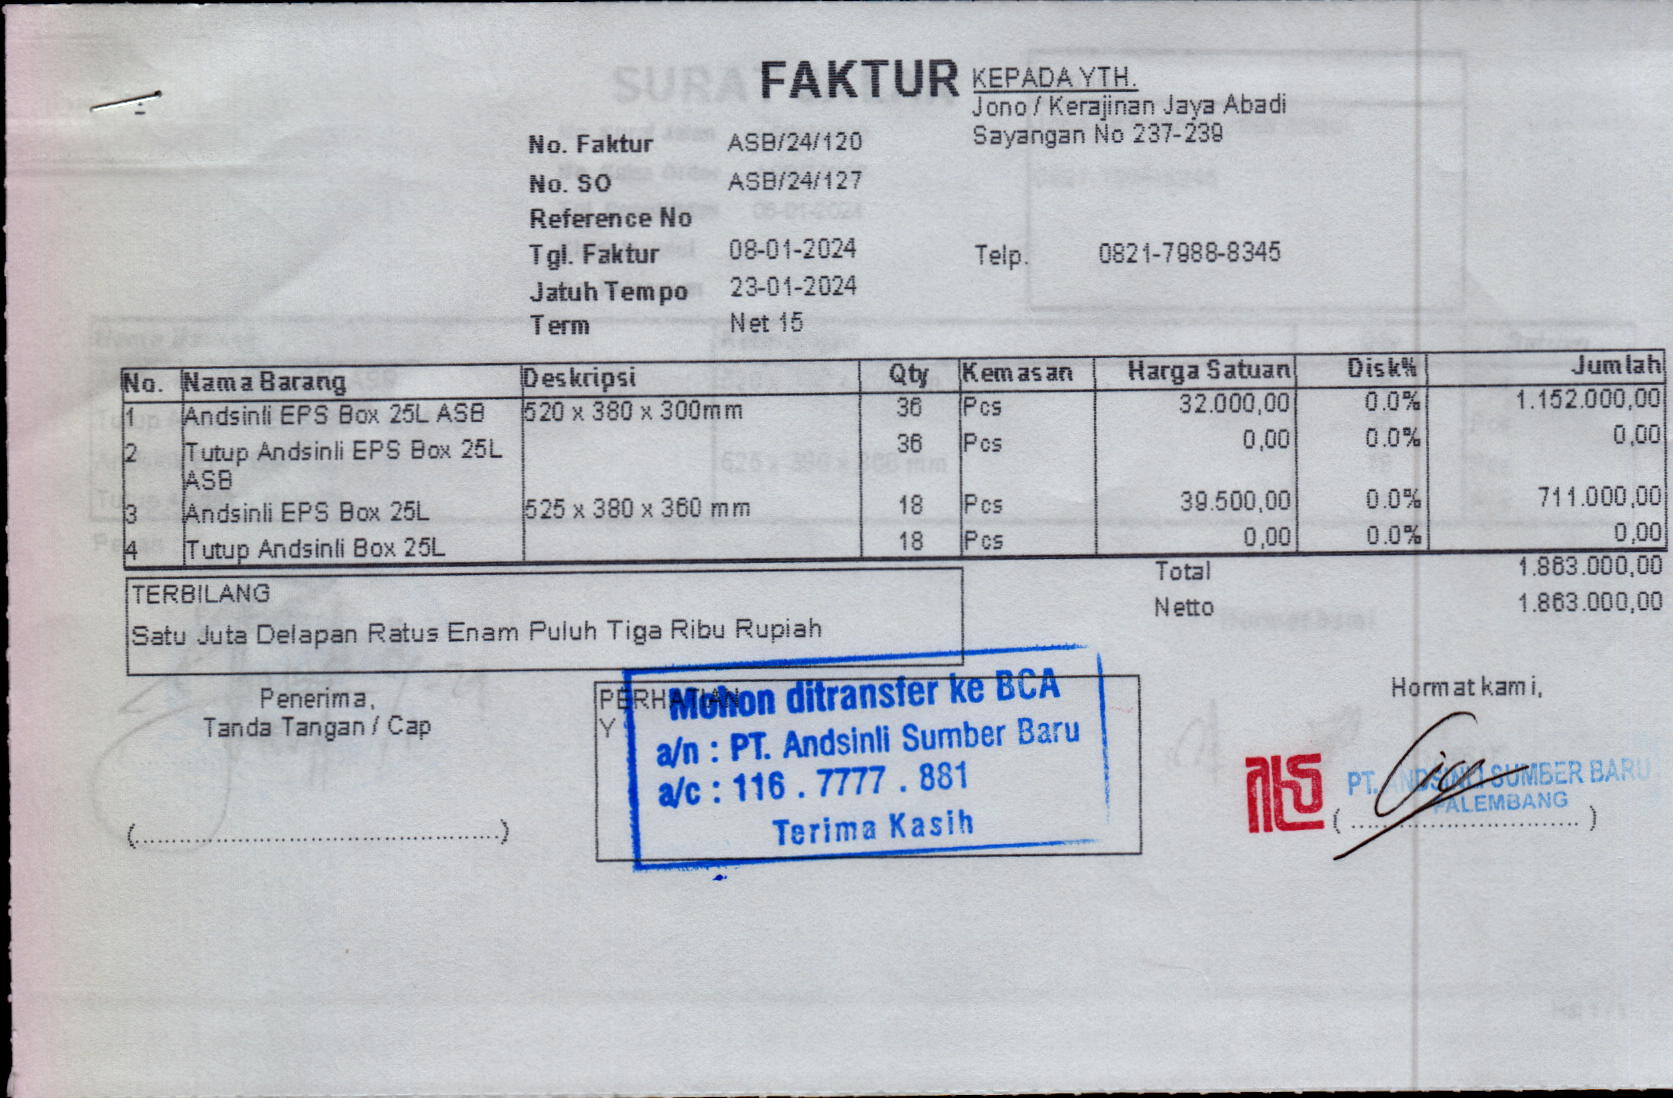 FAKTUR
KEPADA YTH.
Jono / Kerajinan Jaya Abadi
Sayangan No 237-239
No. Faktur ASB/24/120
No. SO ASB/24/127
Reference No
Tgl. Faktur 08-01-2024
Telp. 0821-7988-8345
Jatuh Tempo 23-01-2024
Term Net 15
No. Nama Barang Deskripsi Qty Kemasan Harga Satuan Disk% Jumlah
1 Andsinli EPS Box 25L ASB 520 x 380 x 300mm 36 Pcs 32.000,00 0.0% 1.152.000,00
2 Tutup Andsinli EPS Box 25L 36 Pcs 0,00 0.0% 0,00
ASB
3 Andsinli EPS Box 25L 525 x 380 x 360 mm 18 Pcs 39.500,00 0.0% 711.000,00
4 Tutup Andsinli Box 25L 18 Pcs 0,00 0.0% 0,00
Total 1.863.000,00
Netto 1.863.000,00
TERBILANG
Satu Juta Delapan Ratus Enam Puluh Tiga Ribu Rupiah
Penerima,
Tanda Tangan / Cap
(........................................................)
PERHATIAN
Y
Mohon ditransfer ke BCA
a/n : PT. Andsinli Sumber Baru
a/c : 116 . 7777 . 881
Terima Kasih
Hormat kami,
PT. ANDSINLI SUMBER BARU
PALEMBANG
(....................................)